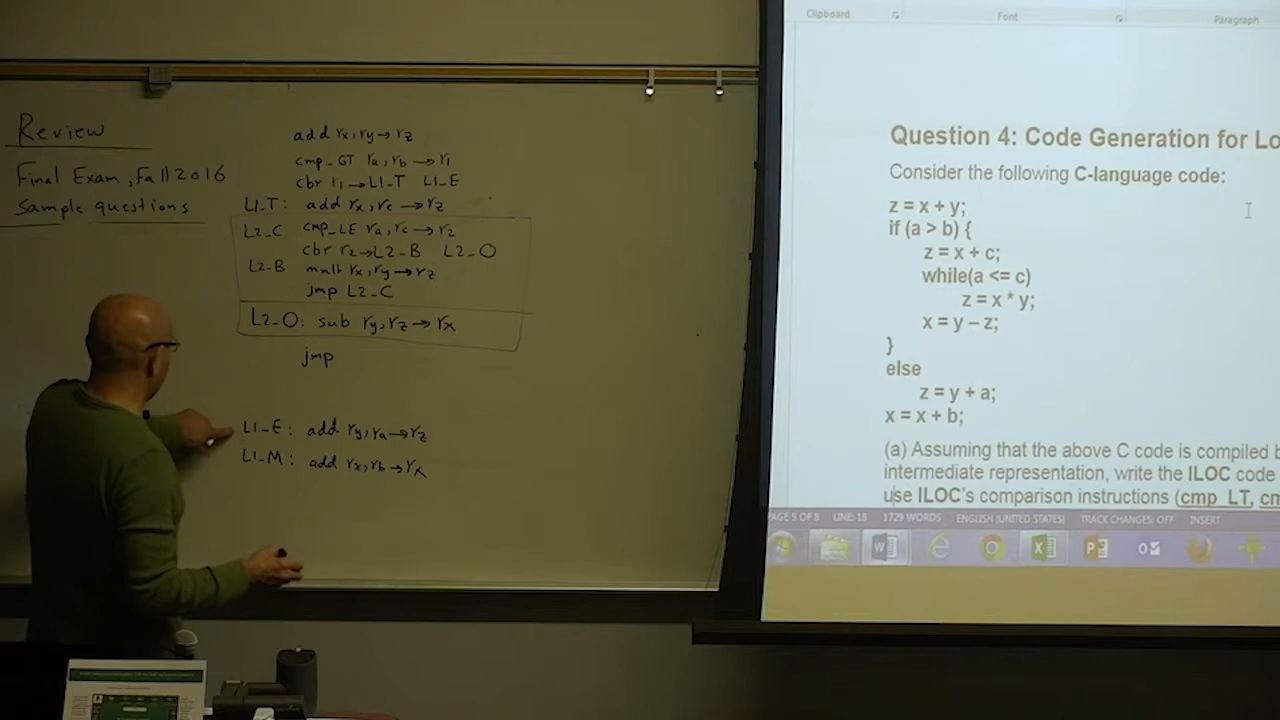 Review
Final Exam, Fall 2016
Sample questions
add rx, ry → rz
cmp_GT ra, rb → r1
cbr r1 → L1_T L1_E
L1_T: add rx, rc → rz
L2_C cmp_LE ra, rc → r2
cbr r2 → L2_B L2_O
L2_B mult rx, ry → rz
jmp L2_C
L2_O: sub ry, rz → rx
jmp
L1_E: add ry, ra → rz
L1_M: add rx, rb → rx
Clipboard Font Paragraph
Question 4: Code Generation for
Consider the following C-language code:
z = x + y;
if (a > b) {
z = x + c;
while(a <= c)
z = x * y;
x = y – z;
}
else
z = y + a;
x = x + b;
(a) Assuming that the above C code is compiled
intermediate representation, write the ILOC code
use ILOC's comparison instructions (cmp_LT,
PAGE 5 OF 8 LINE: 18 1729 WORDS ENGLISH (UNITED STATES) TRACK CHANGES: OFF INSERT